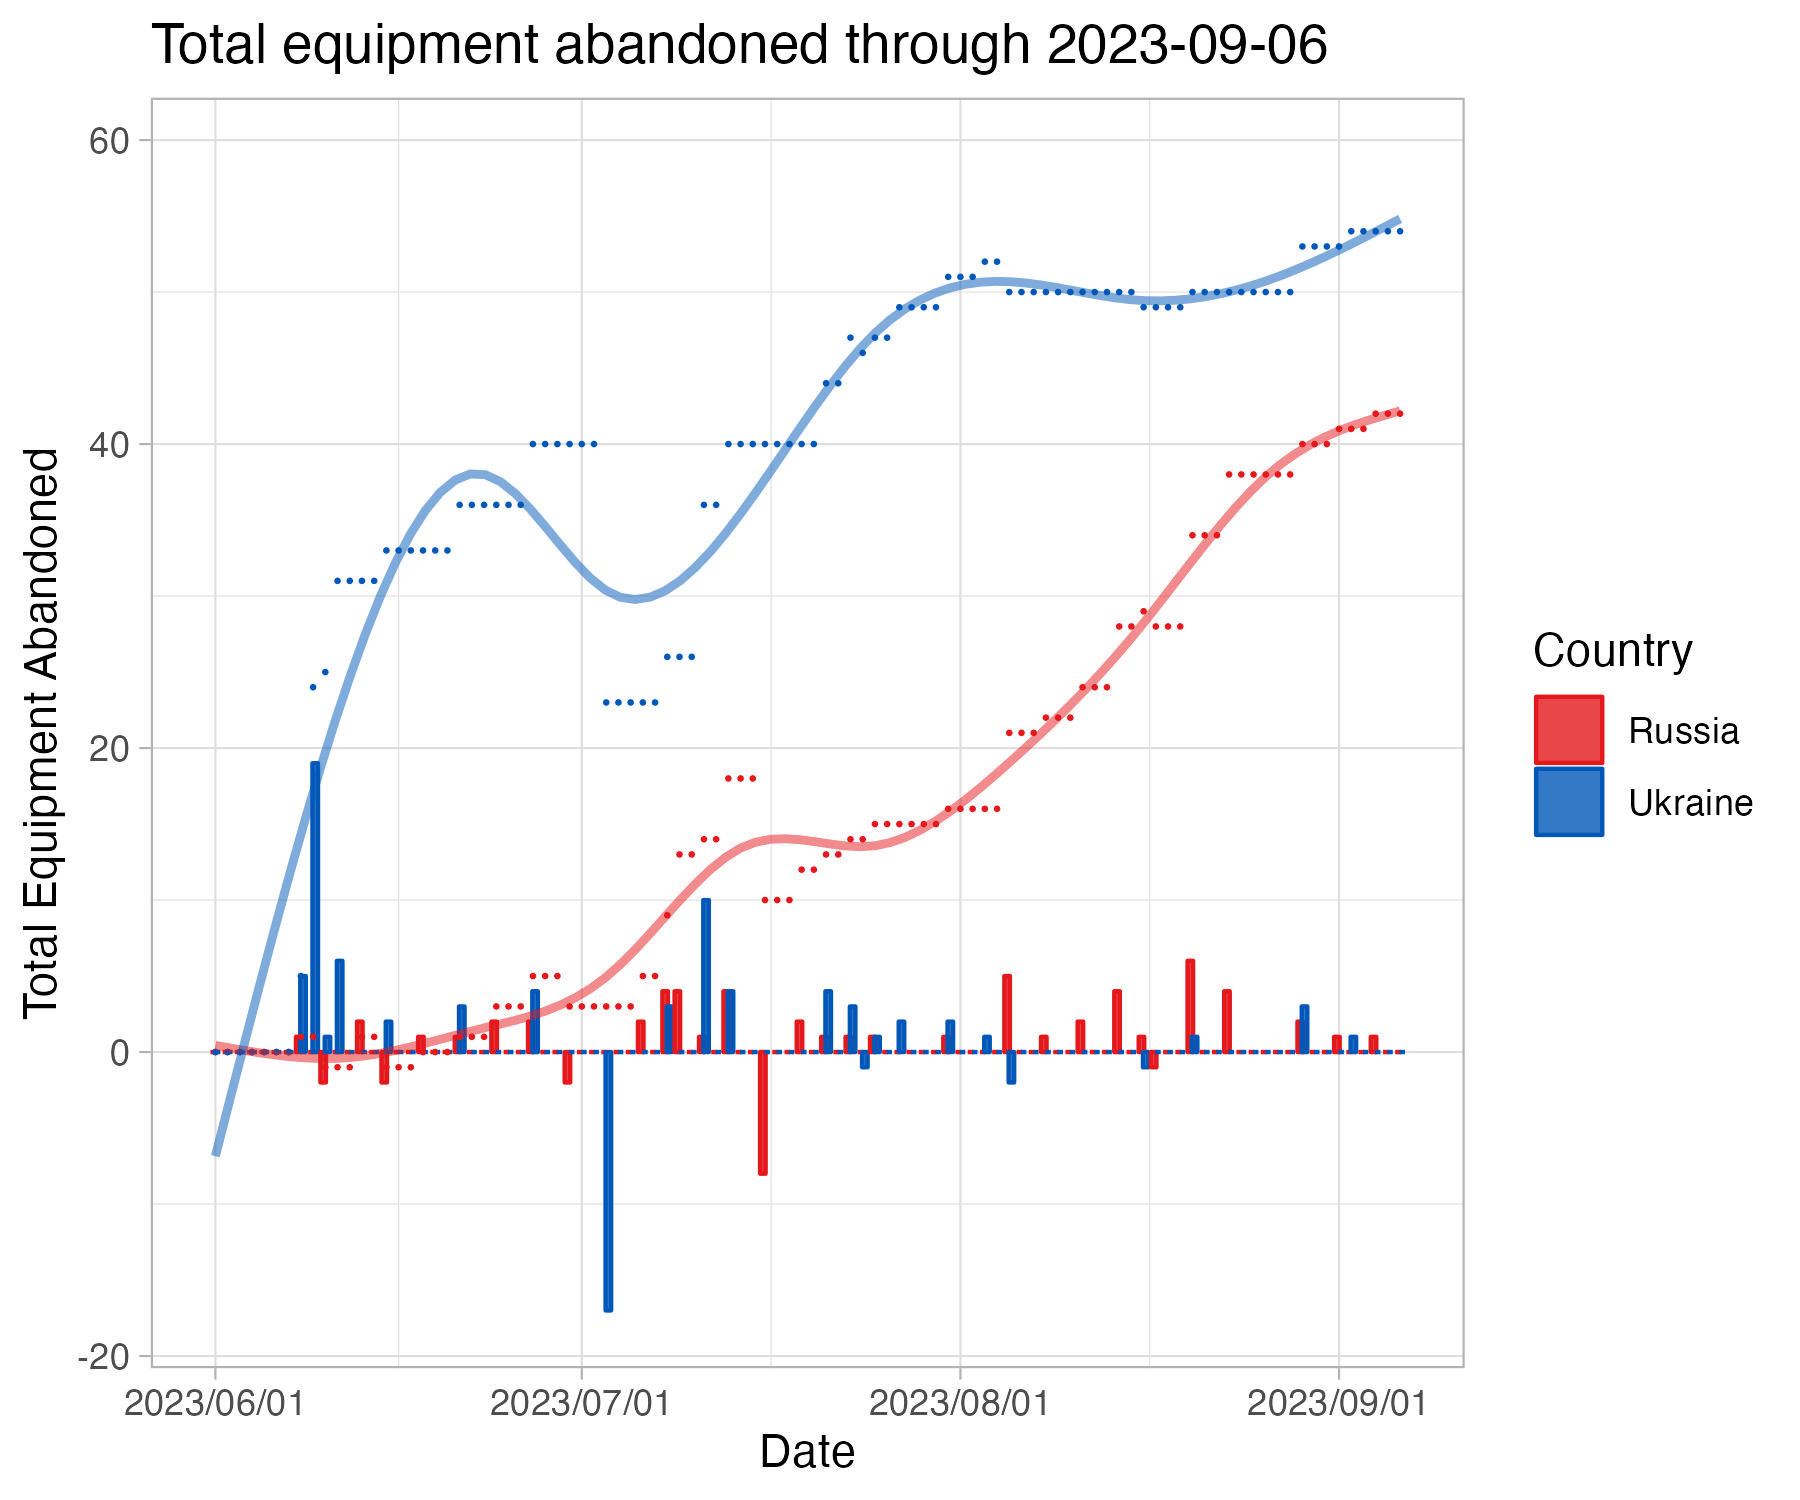 Total equipment abandoned through 2023-09-06
Total Equipment Abandoned
60
40
20
0
-20
2023/06/01
2023/07/01
2023/08/01
2023/09/01
Date
Country
Russia
Ukraine